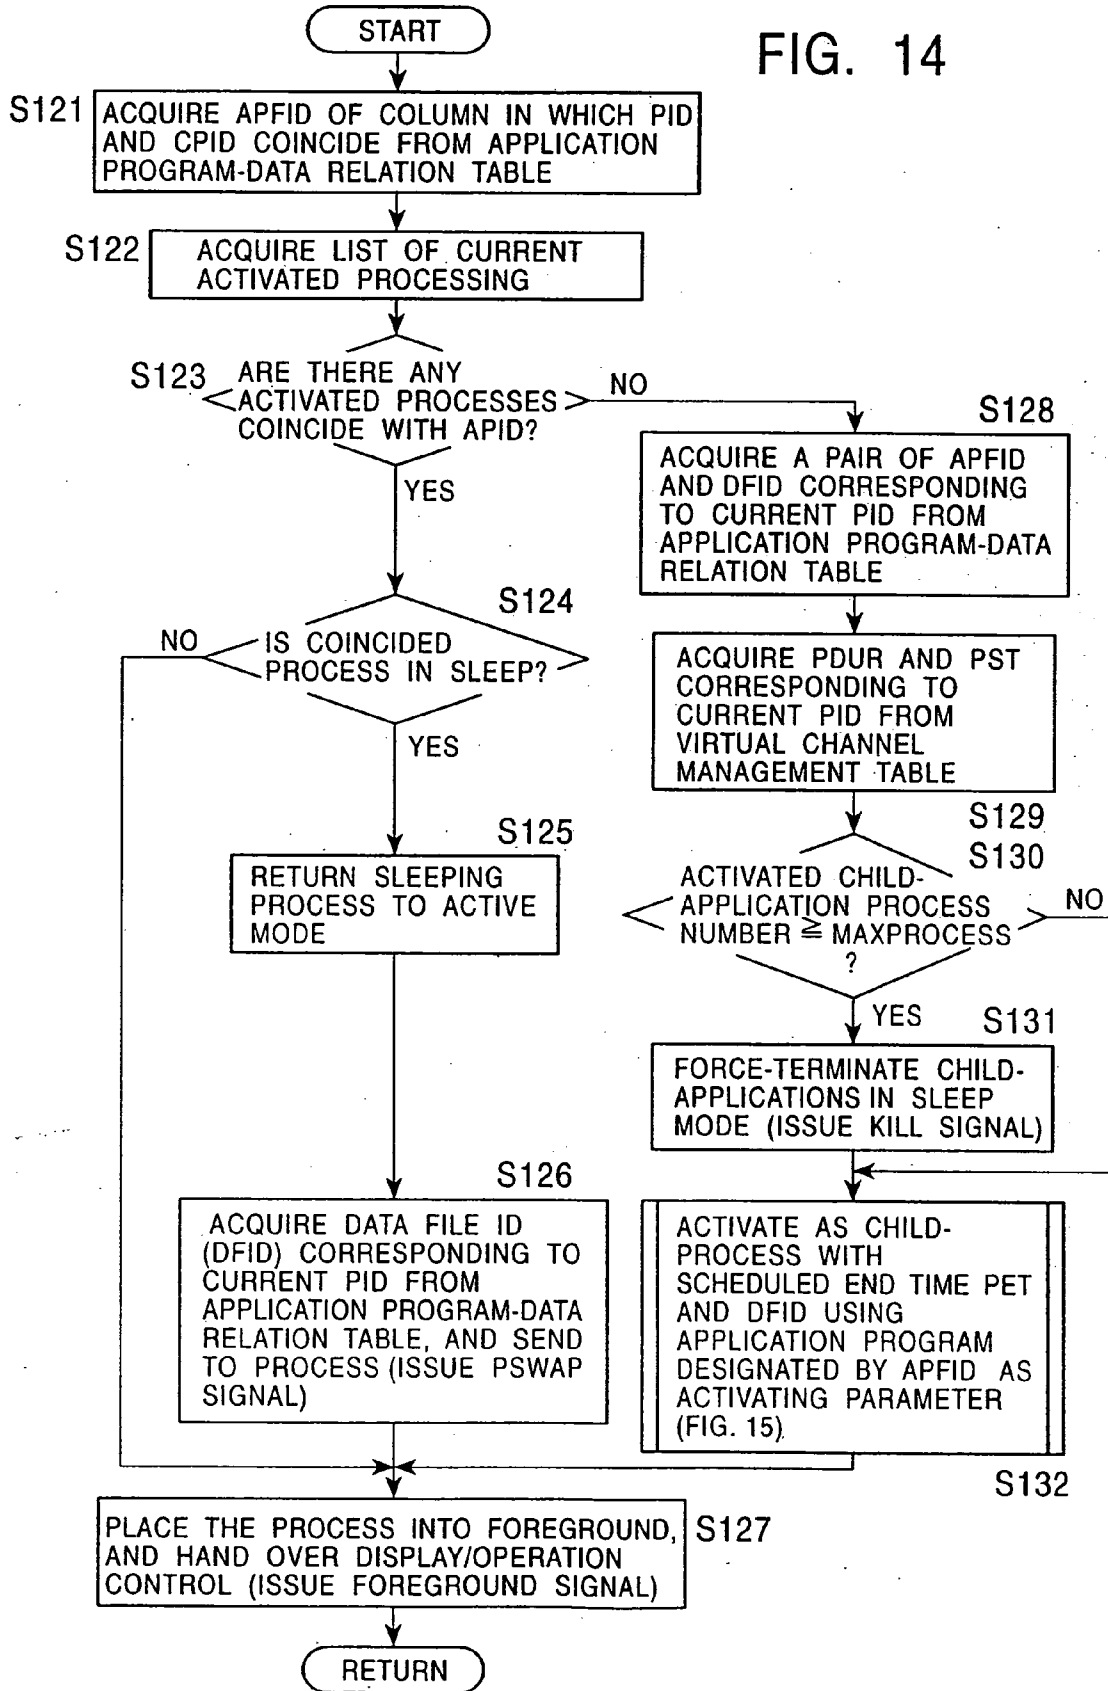 START
FIG. 14
S121
ACQUIRE APFID OF COLUMN IN WHICH PID
AND CPID COINCIDE FROM APPLICATION
PROGRAM-DATA RELATION TABLE
S122
ACQUIRE LIST OF CURRENT
ACTIVATED PROCESSING
S123
ARE THERE ANY
ACTIVATED PROCESSES
COINCIDE WITH APID?
NO
YES
S124
IS COINCIDED
PROCESS IN SLEEP?
NO
YES
S125
RETURN SLEEPING
PROCESS TO ACTIVE
MODE
S126
ACQUIRE DATA FILE ID
(DFID) CORRESPONDING TO
CURRENT PID FROM
APPLICATION PROGRAM-DATA
RELATION TABLE, AND SEND
TO PROCESS (ISSUE PSWAP
SIGNAL)
S128
ACQUIRE A PAIR OF APFID
AND DFID CORRESPONDING
TO CURRENT PID FROM
APPLICATION PROGRAM-DATA
RELATION TABLE
ACQUIRE PDUR AND PST
CORRESPONDING TO
CURRENT PID FROM
VIRTUAL CHANNEL
MANAGEMENT TABLE
S129
S130
ACTIVATED CHILD-
APPLICATION PROCESS
NUMBER ≧ MAXPROCESS
?
NO
YES
S131
FORCE-TERMINATE CHILD-
APPLICATIONS IN SLEEP
MODE (ISSUE KILL SIGNAL)
ACTIVATE AS CHILD-
PROCESS WITH
SCHEDULED END TIME PET
AND DFID USING
APPLICATION PROGRAM
DESIGNATED BY APFID AS
ACTIVATING PARAMETER
(FIG. 15)
S132
PLACE THE PROCESS INTO FOREGROUND,
AND HAND OVER DISPLAY/OPERATION
CONTROL (ISSUE FOREGROUND SIGNAL)
S127
RETURN